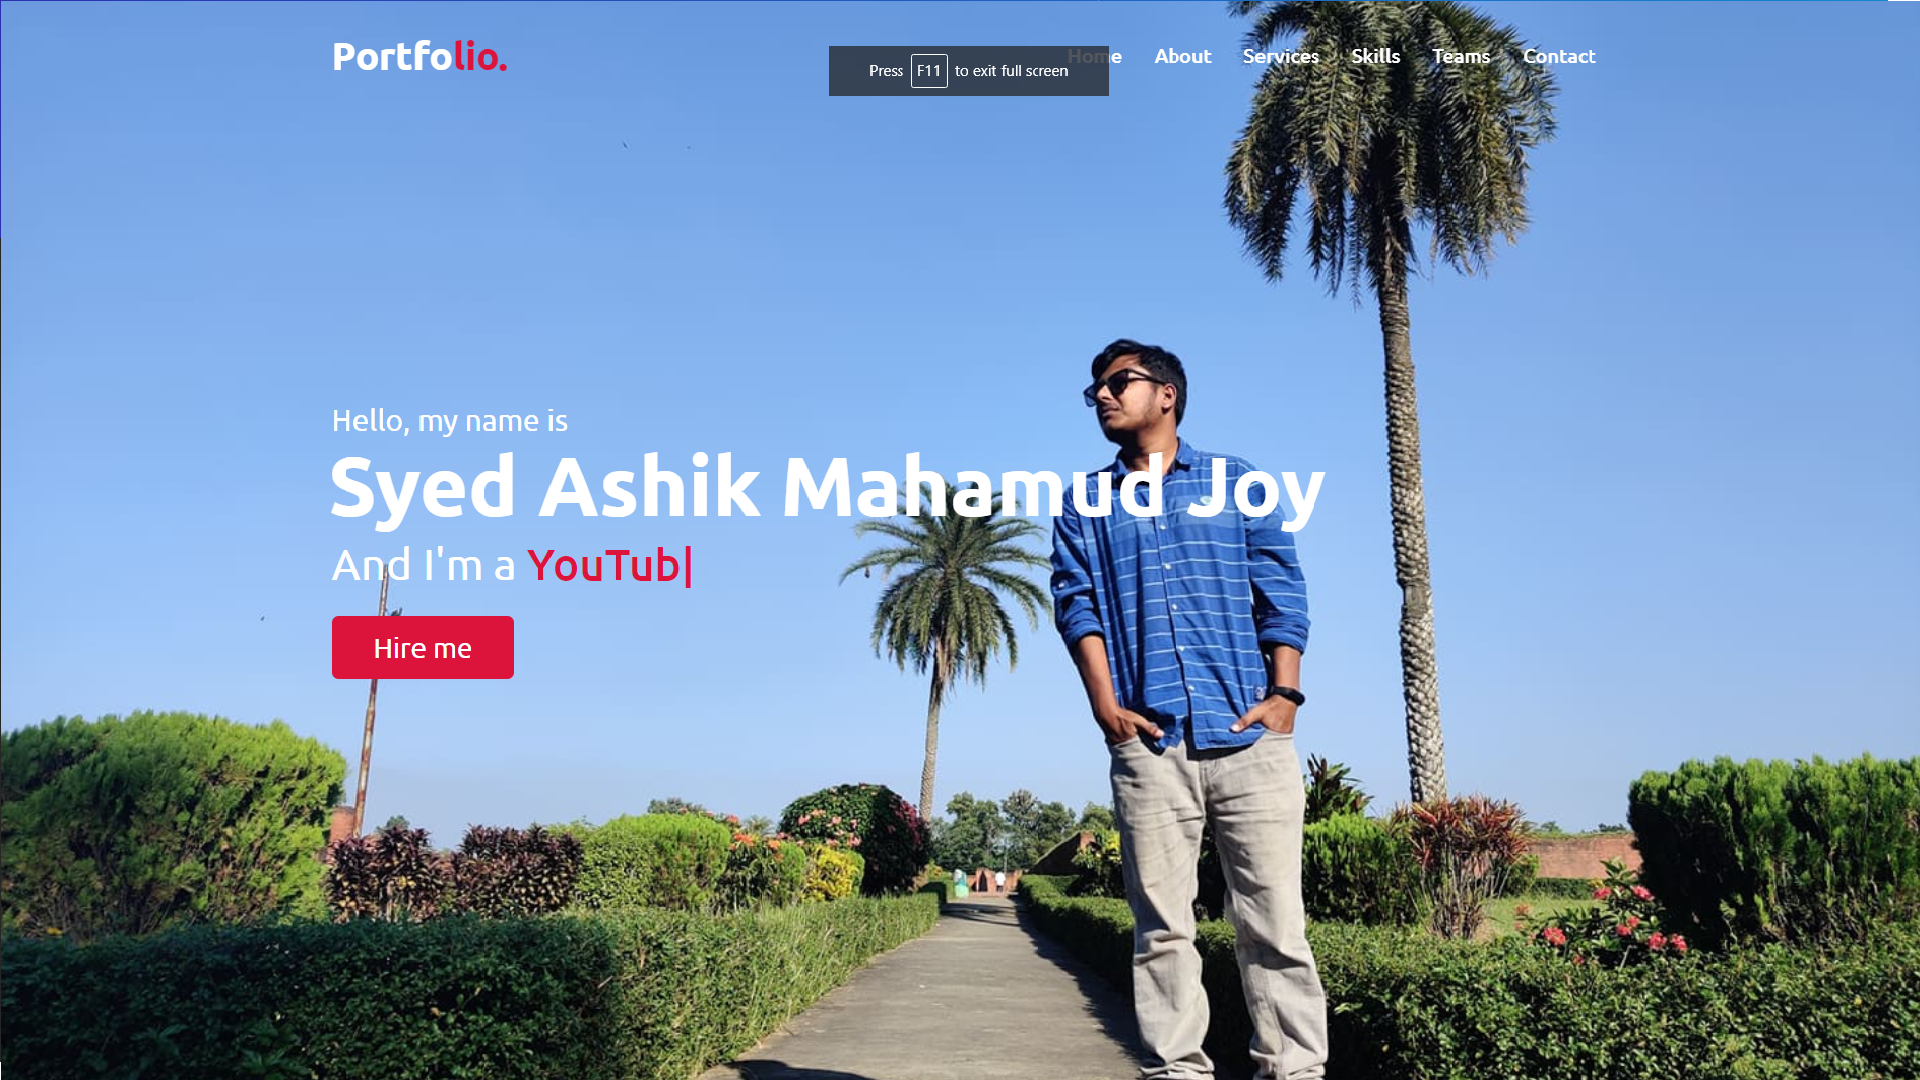 Portfolio.
Home About Services Skills Teams Contact
Press F11 to exit full screen
Hello, my name is
Syed Ashik Mahamud Joy
And I'm a YouTub|
Hire me